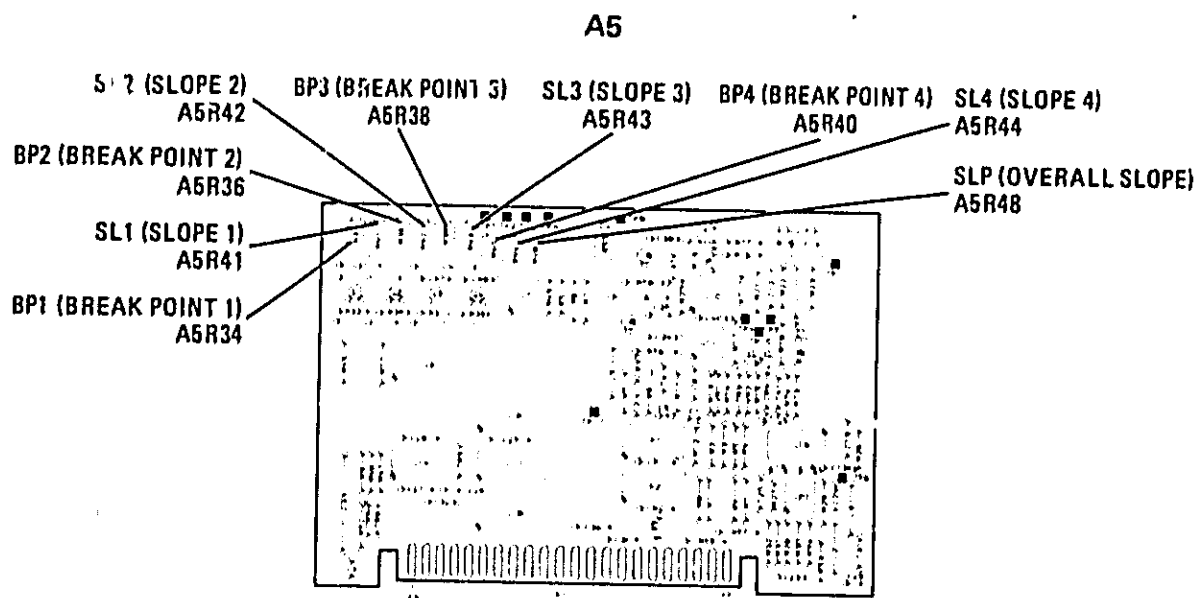 A5
(SLOPE 2)
A5R42
BP3 (BREAK POINT 3)
A5R38
SL3 (SLOPE 3)
A5R43
BP4 (BREAK POINT 4)
A5R40
SL4 (SLOPE 4)
A5R44
BP2 (BREAK POINT 2)
A5R36
SLP (OVERALL SLOPE)
A5R48
SL1 (SLOPE 1)
A5R41
BP1 (BREAK POINT 1)
A5R34